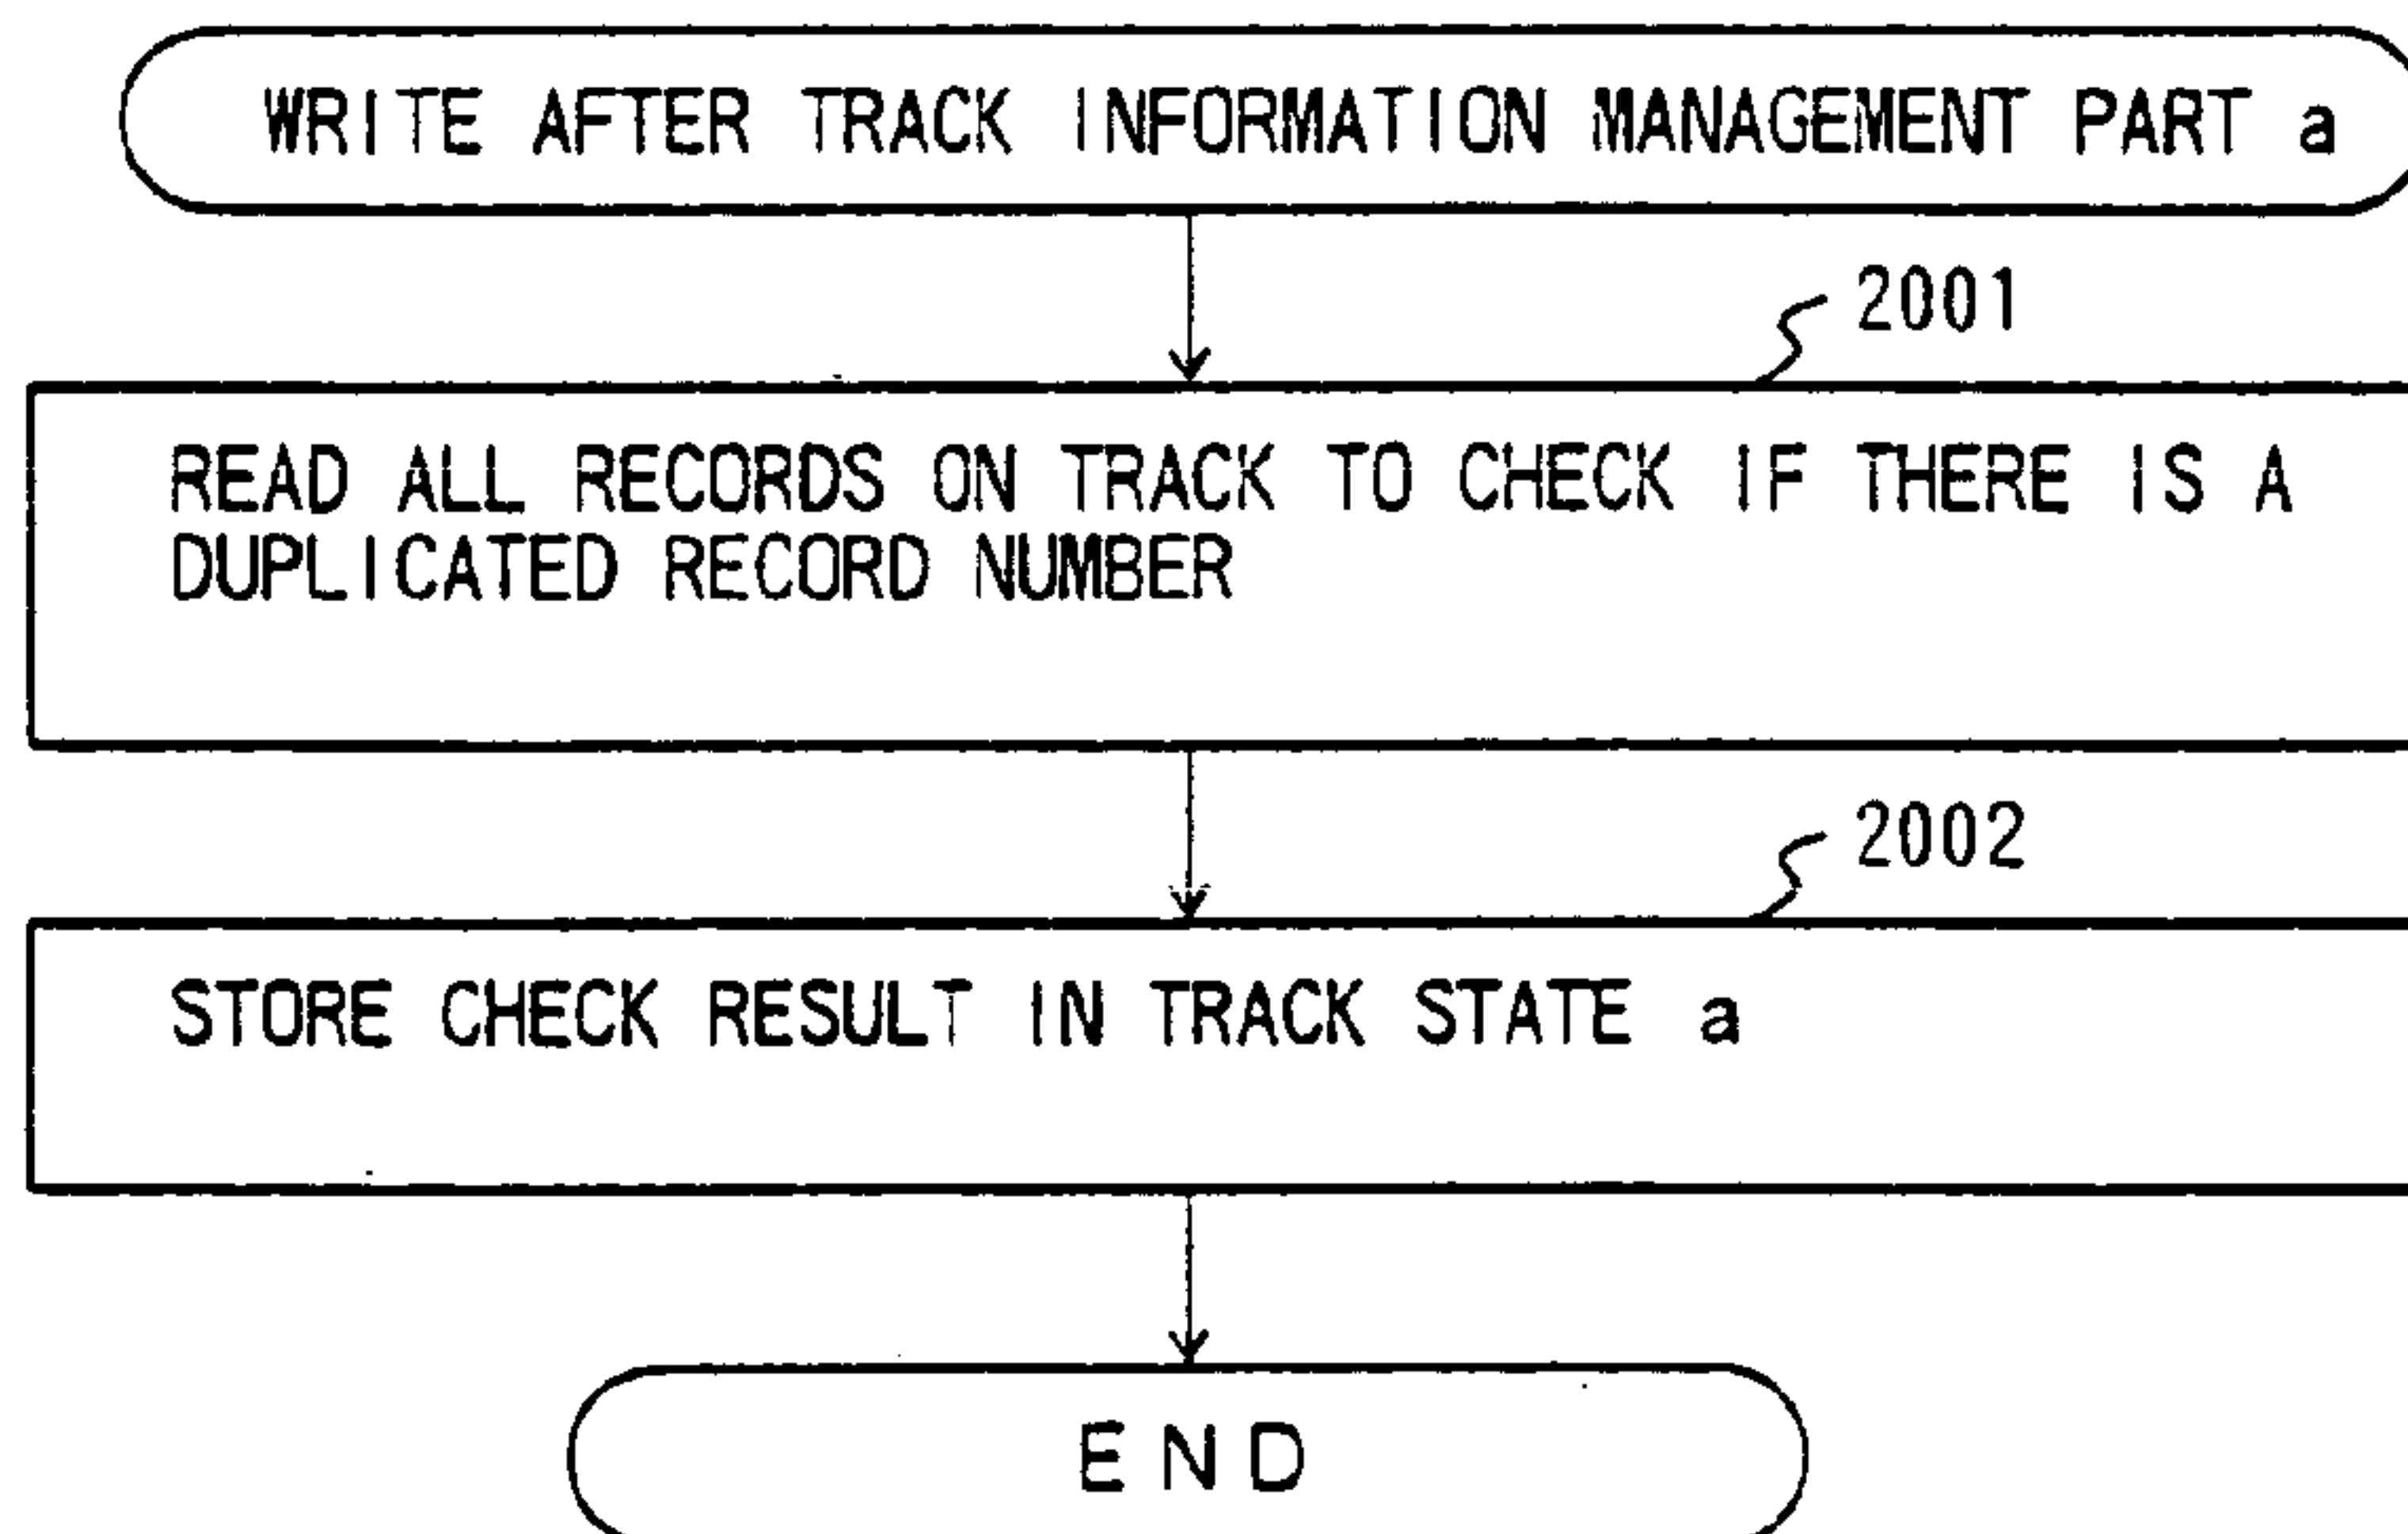 WRITE AFTER TRACK INFORMATION MANAGEMENT PART a
2001
READ ALL RECORDS ON TRACK TO CHECK IF THERE IS A
DUPLICATED RECORD NUMBER
2002
STORE CHECK RESULT IN TRACK STATE a
END